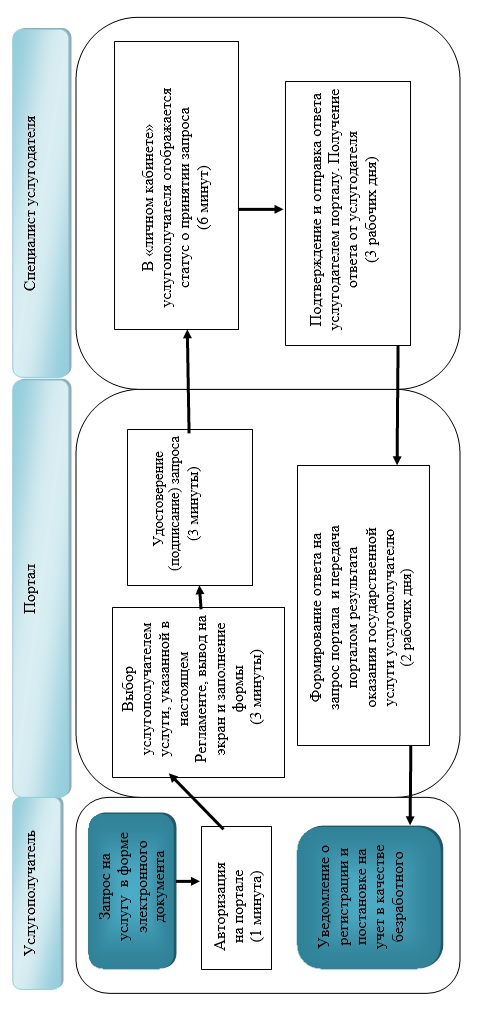 Услугополучатель
Портал
Специалист услугодателя
Запрос на
услугу в форме
электронного
документа
Авторизация
на портале
(1 минута)
Выбор
услугополучателем
услуги, указанной в
настоящем
Регламенте, вывод на
экран и заполнение
формы
(3 минуты)
Удостоверение
(подписание) запроса
(3 минуты)
В «личном кабинете»
услугополучателя отображается
статус о принятии запроса
(6 минут)
Подтверждение и отправка ответа
услугодателем порталу. Получение
ответа от услугодателя
(3 рабочих дня)
Формирование ответа на
запрос портала и передача
порталом результата
оказания государственной
услуги услугополучателю
(2 рабочих дня)
Уведомление о
регистрации и
постановке на
учет в качестве
безработного